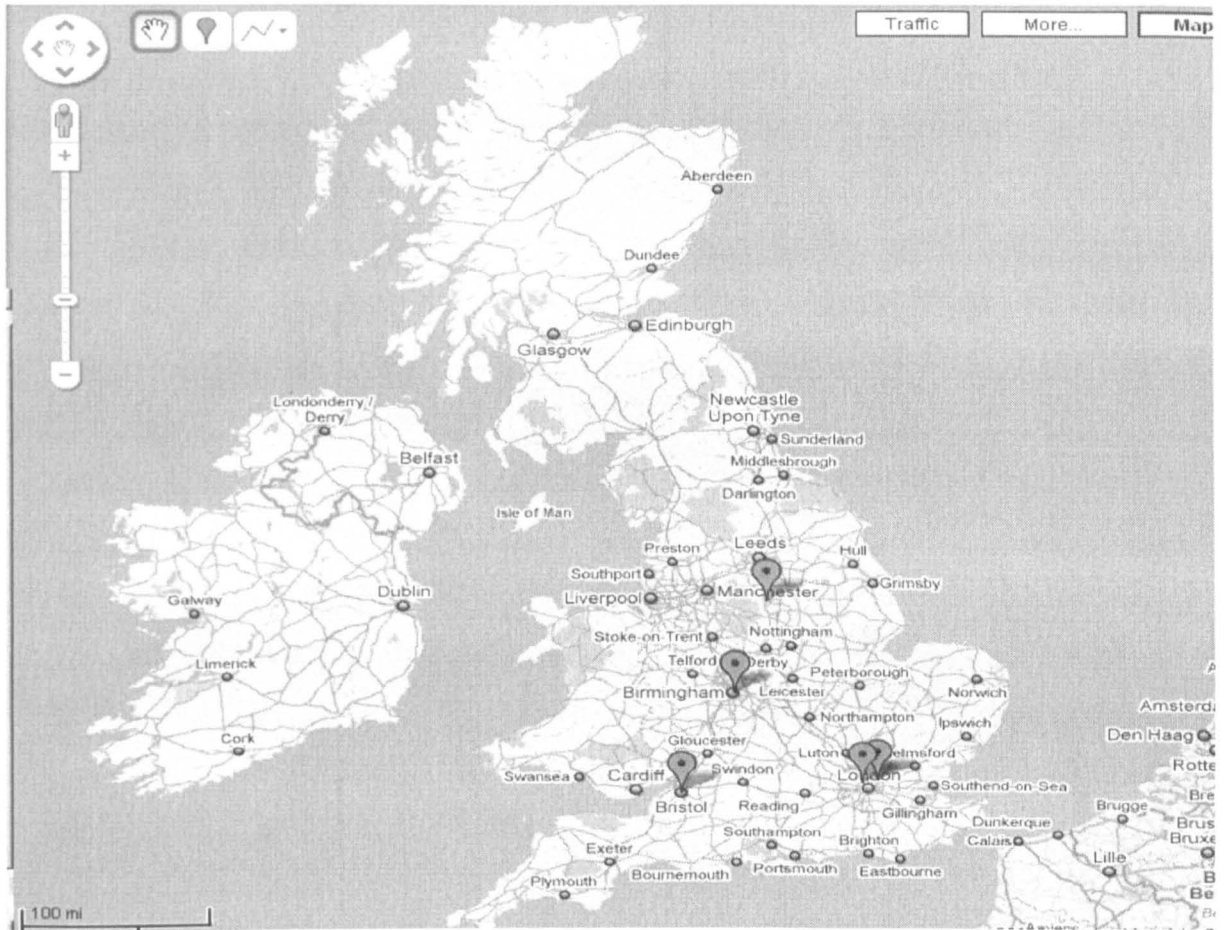 Traffic
More...
Map
Aberdeen
Dundee
Edinburgh
Glasgow
Londonderry /
Derry
Newcastle
Upon Tyne
Sunderland
Belfast
Middlesbrough
Darlington
Isle of Man
Leeds
Preston
Hull
Southport
Grimsby
Manchester
Liverpool
Dublin
Galway
Stoke-on-Trent
Nottingham
Telford
Derby
Limerick
Peterborough
Birmingham
Leicester
Norwich
Northampton
Ipswich
Den Haag
Cork
Gloucester
Luton
elmsford
Swansea
Cardiff
Swindon
London
Southend-on-Sea
Bristol
Reading
Gillingham
Brugge
Dunkerque
Southampton
Brighton
Calais
Exeter
Bournemouth
Portsmouth
Eastbourne
Lille
Plymouth
100 mi